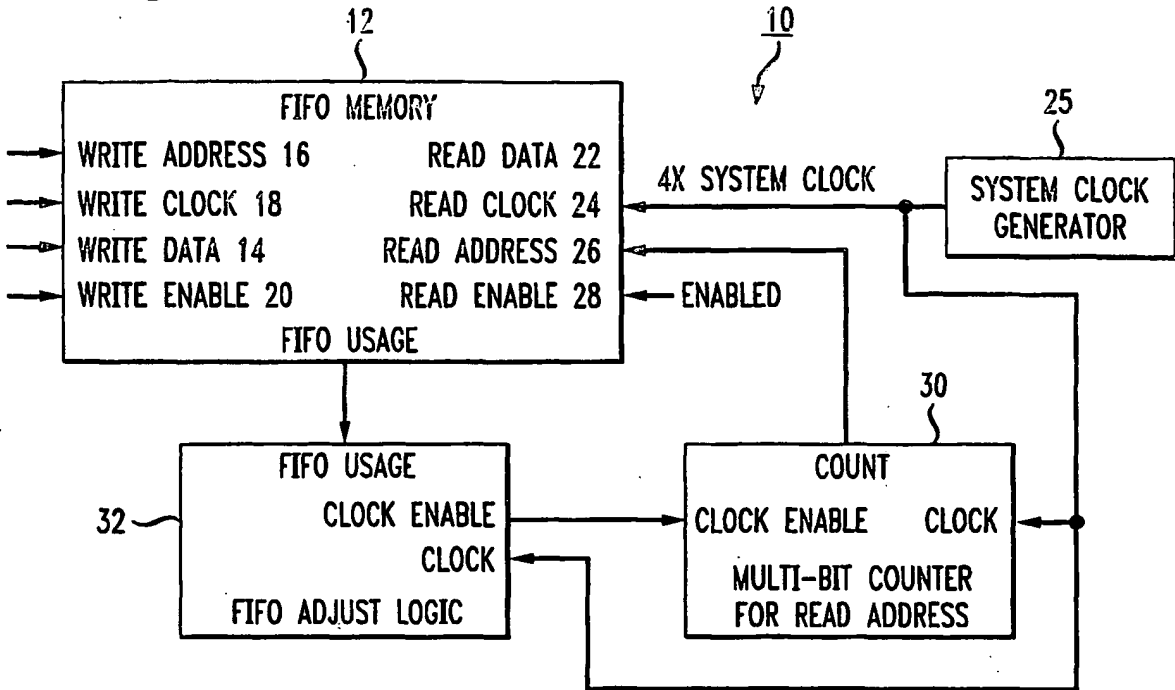 12
10
25
FIFO MEMORY
WRITE ADDRESS 16
READ DATA 22
WRITE CLOCK 18
READ CLOCK 24
WRITE DATA 14
READ ADDRESS 26
WRITE ENABLE 20
READ ENABLE 28
FIFO USAGE
4X SYSTEM CLOCK
SYSTEM CLOCK
GENERATOR
ENABLED
30
32
FIFO USAGE
CLOCK ENABLE
CLOCK
FIFO ADJUST LOGIC
COUNT
CLOCK ENABLE
CLOCK
MULTI-BIT COUNTER
FOR READ ADDRESS